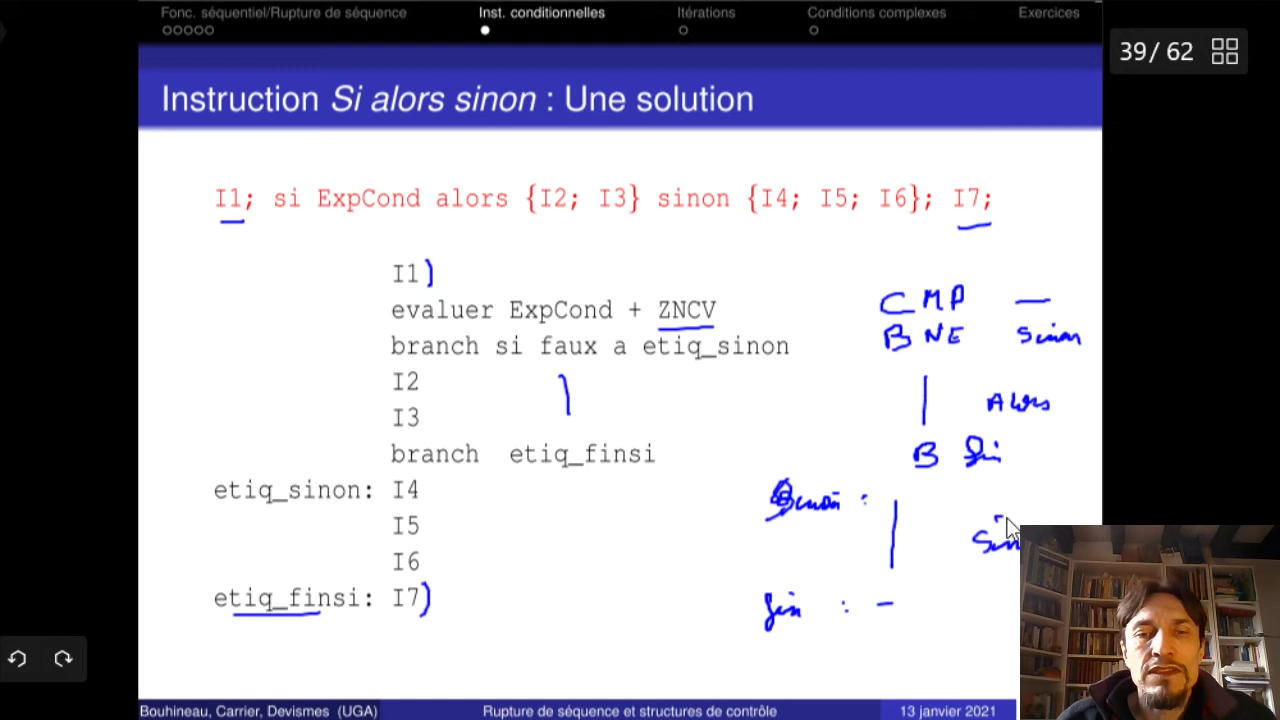 Fonc. séquentiel/Rupture de séquence Inst. conditionnelles Itérations Conditions complexes Exercices
39/ 62
Instruction Si alors sinon : Une solution
I1; si ExpCond alors {I2; I3} sinon {I4; I5; I6}; I7;
I1
evaluer ExpCond + ZNCV
branch si faux a etiq_sinon
I2
I3
branch etiq_finsi
etiq_sinon: I4
I5
I6
etiq_finsi: I7
CMP —
BNE Sinon
Alors
B fin
Sinon :
Sin
fin : -
Bouhineau, Carrier, Devismes (UGA) Rupture de séquence et structures de contrôle 13 janvier 2021